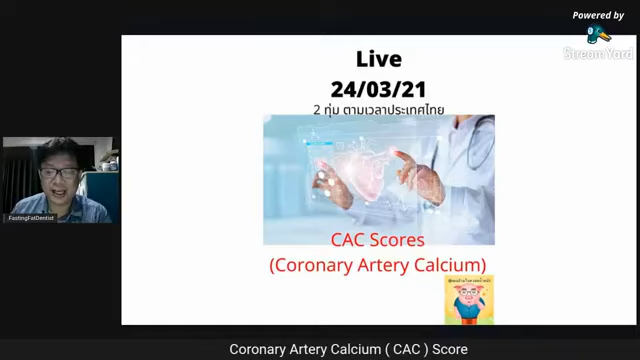 Powered by
StreamYard
Live
24/03/21
2 ทุ่ม ตามเวลาประเทศไทย
CAC Scores
(Coronary Artery Calcium)
FastingFatDentist
Coronary Artery Calcium ( CAC ) Score